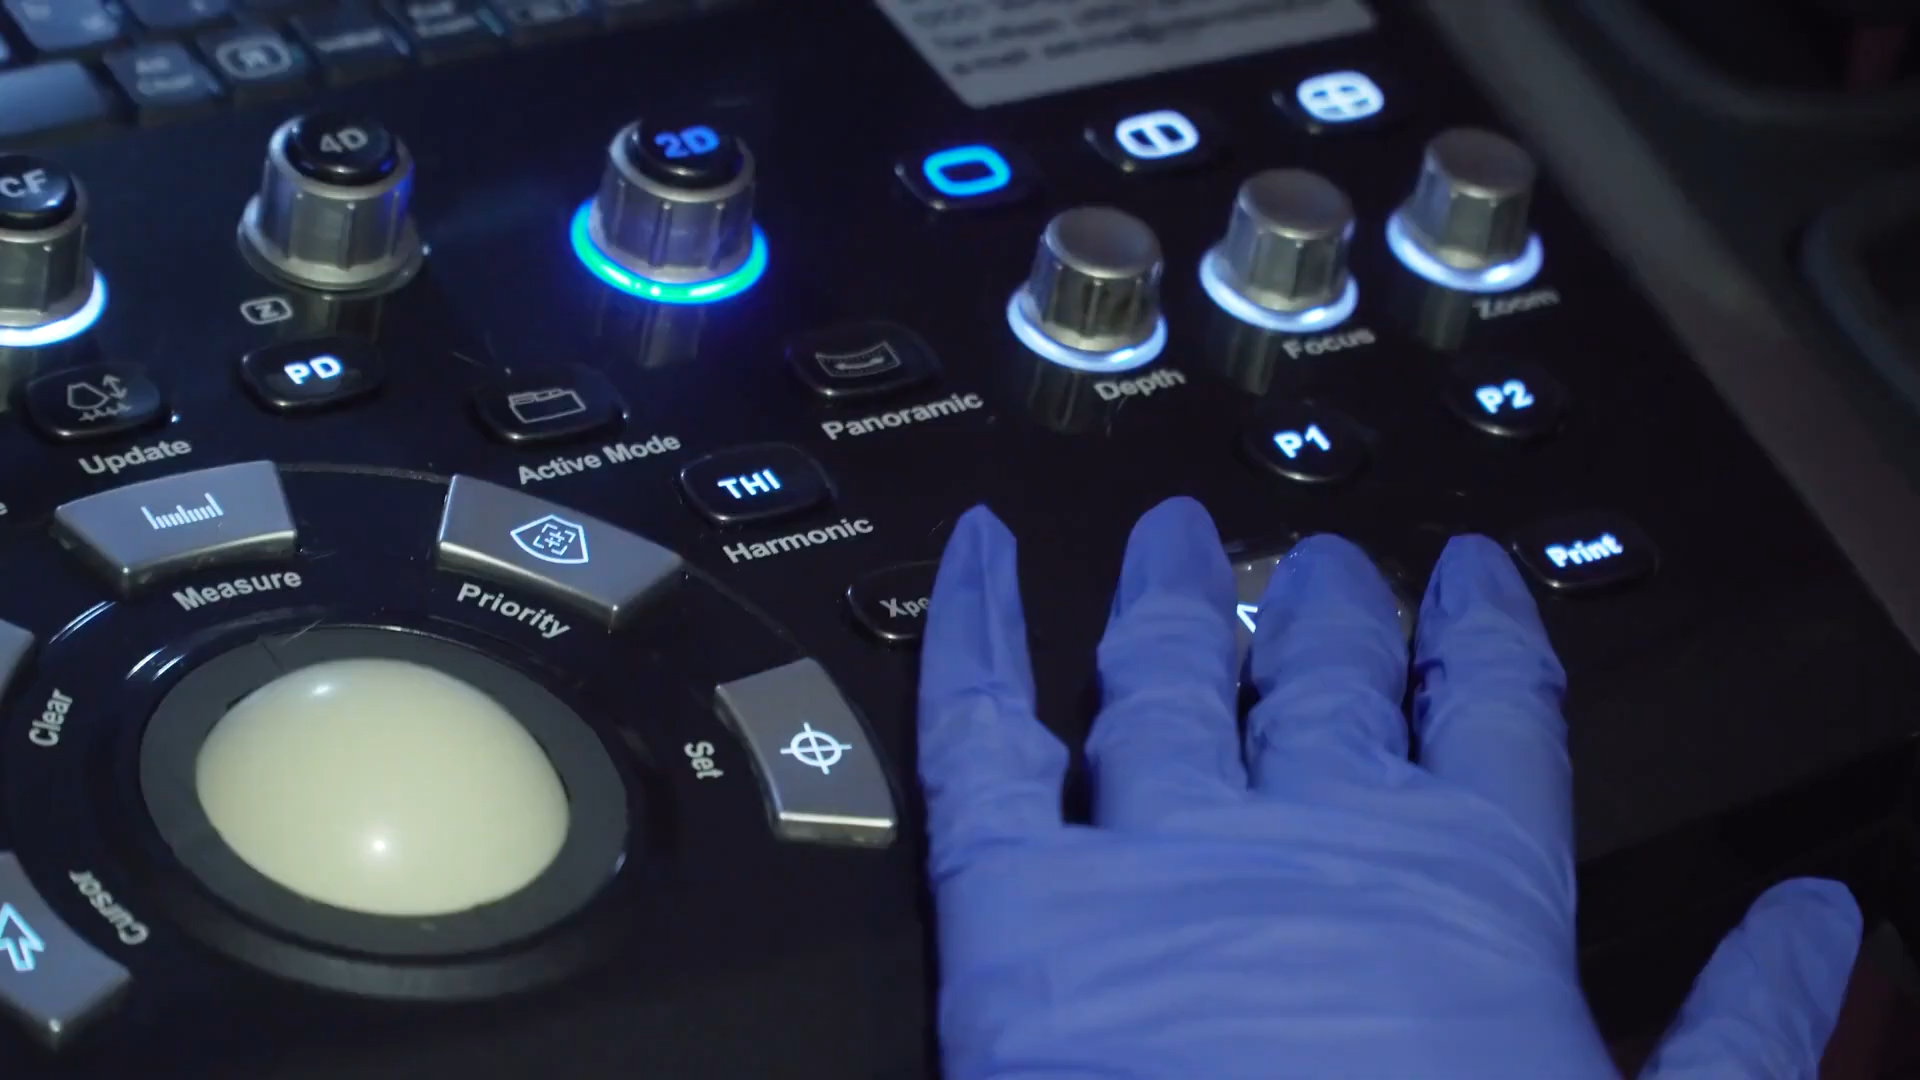 4D
2D
CF
Z
Zoom
Focus
Depth
PD
Update
Active Mode
Panoramic
P2
P1
THI
Harmonic
Print
Measure
Priority
Xpe
Clear
Set
Cursor